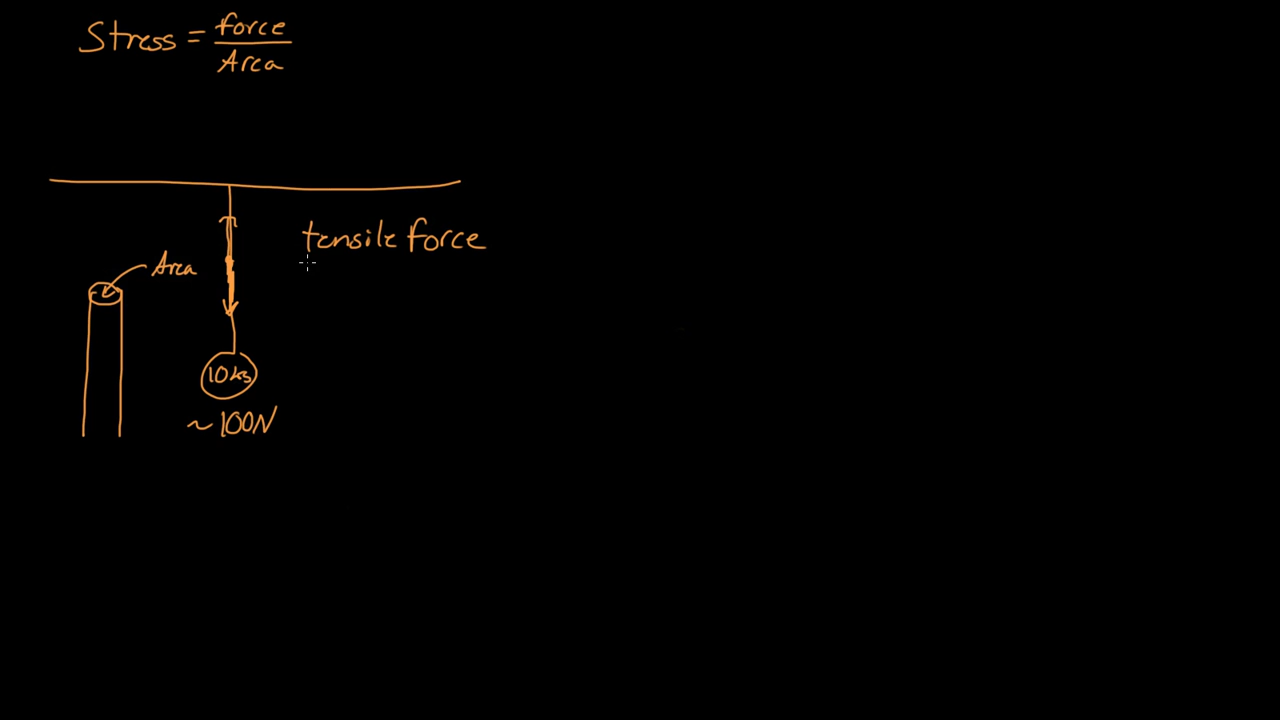 Stress = force
Area
tensile force
Area
10kg
~100N